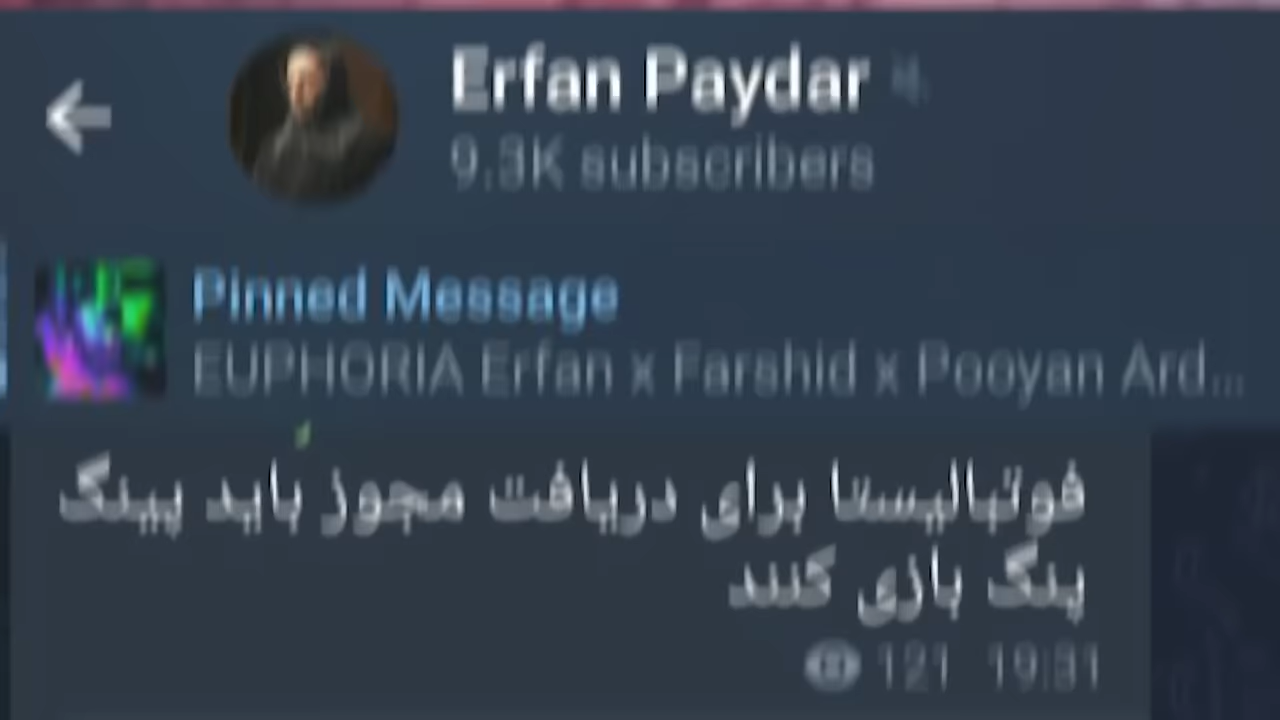 Erfan Paydar
9.3K subscribers
Pinned Message
EUPHORIA Erfan x Farshid x Pooyan Ard...
فوتبالیستا برای دریافت مجوز باید پینگ
پنگ بازی کنند
121 19:31